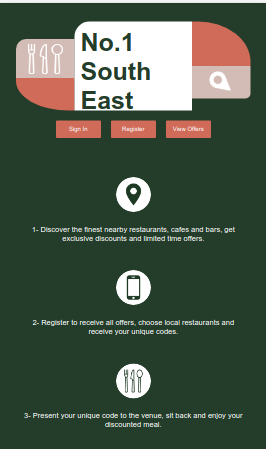 No.1
South
East
Sign In
Register
View Offers
1- Discover the finest nearby restaurants, cafes and bars, get
exclusive discounts and limited time offers.
2- Register to receive all offers, choose local restaurants and
receive your unique codes.
3- Present your unique code to the venue, sit back and enjoy your
discounted meal.